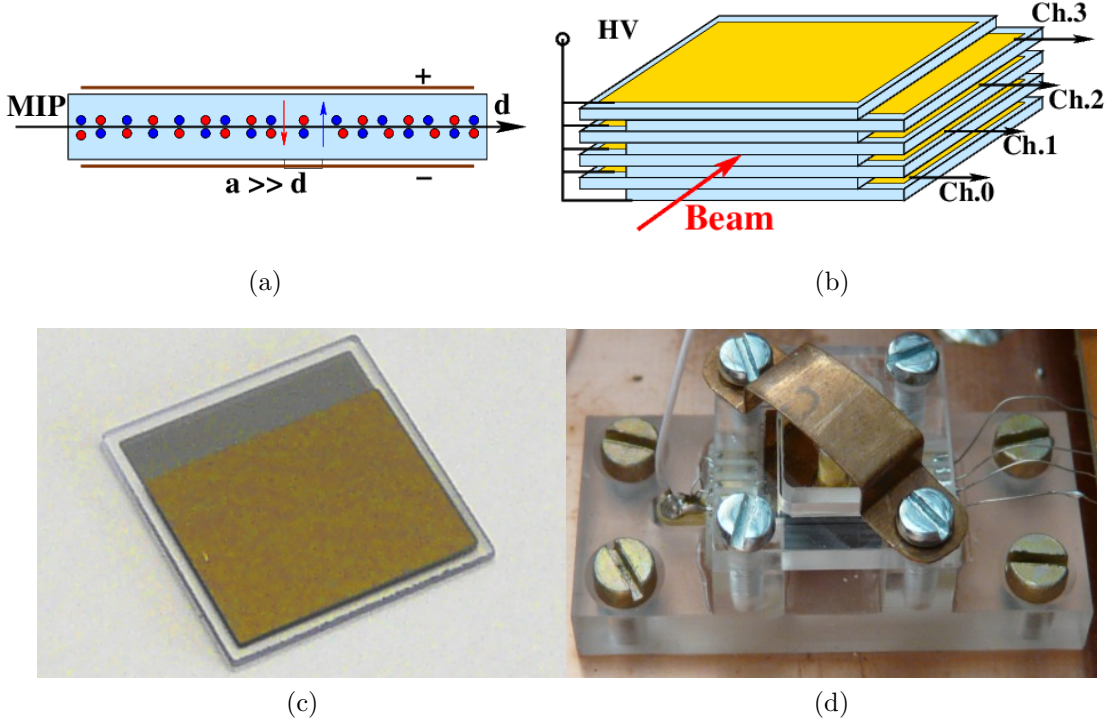 +
MIP
d
−
a >> d
(a)
HV
Ch.3
Ch.2
Ch.1
Ch.0
Beam
(b)
(c)
(d)